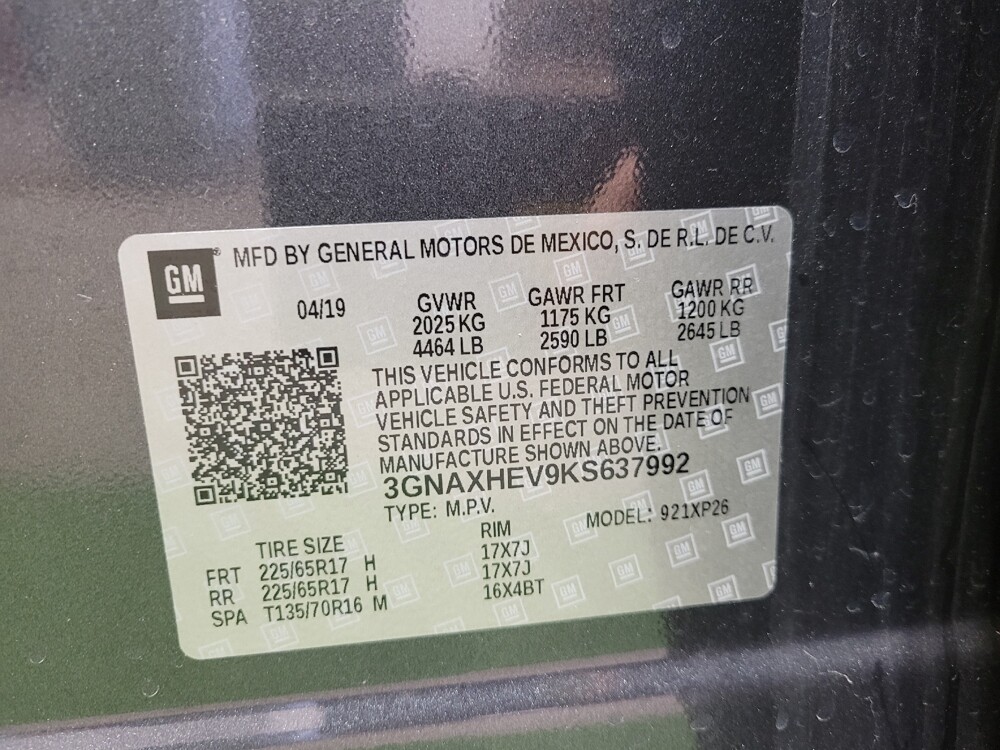 GM
MFD BY GENERAL MOTORS DE MEXICO, S. DE R.L. DE C.V.
04/19
GVWR
2025 KG
4464 LB
GAWR FRT
1175 KG
2590 LB
GAWR RR
1200 KG
2645 LB
THIS VEHICLE CONFORMS TO ALL
APPLICABLE U.S. FEDERAL MOTOR
VEHICLE SAFETY AND THEFT PREVENTION
STANDARDS IN EFFECT ON THE DATE OF
MANUFACTURE SHOWN ABOVE.
3GNAXHEV9KS637992
TYPE: M.P.V. MODEL: 921XP26
TIRE SIZE RIM
FRT 225/65R17 H 17X7J
RR 225/65R17 H 17X7J
SPA T135/70R16 M 16X4BT